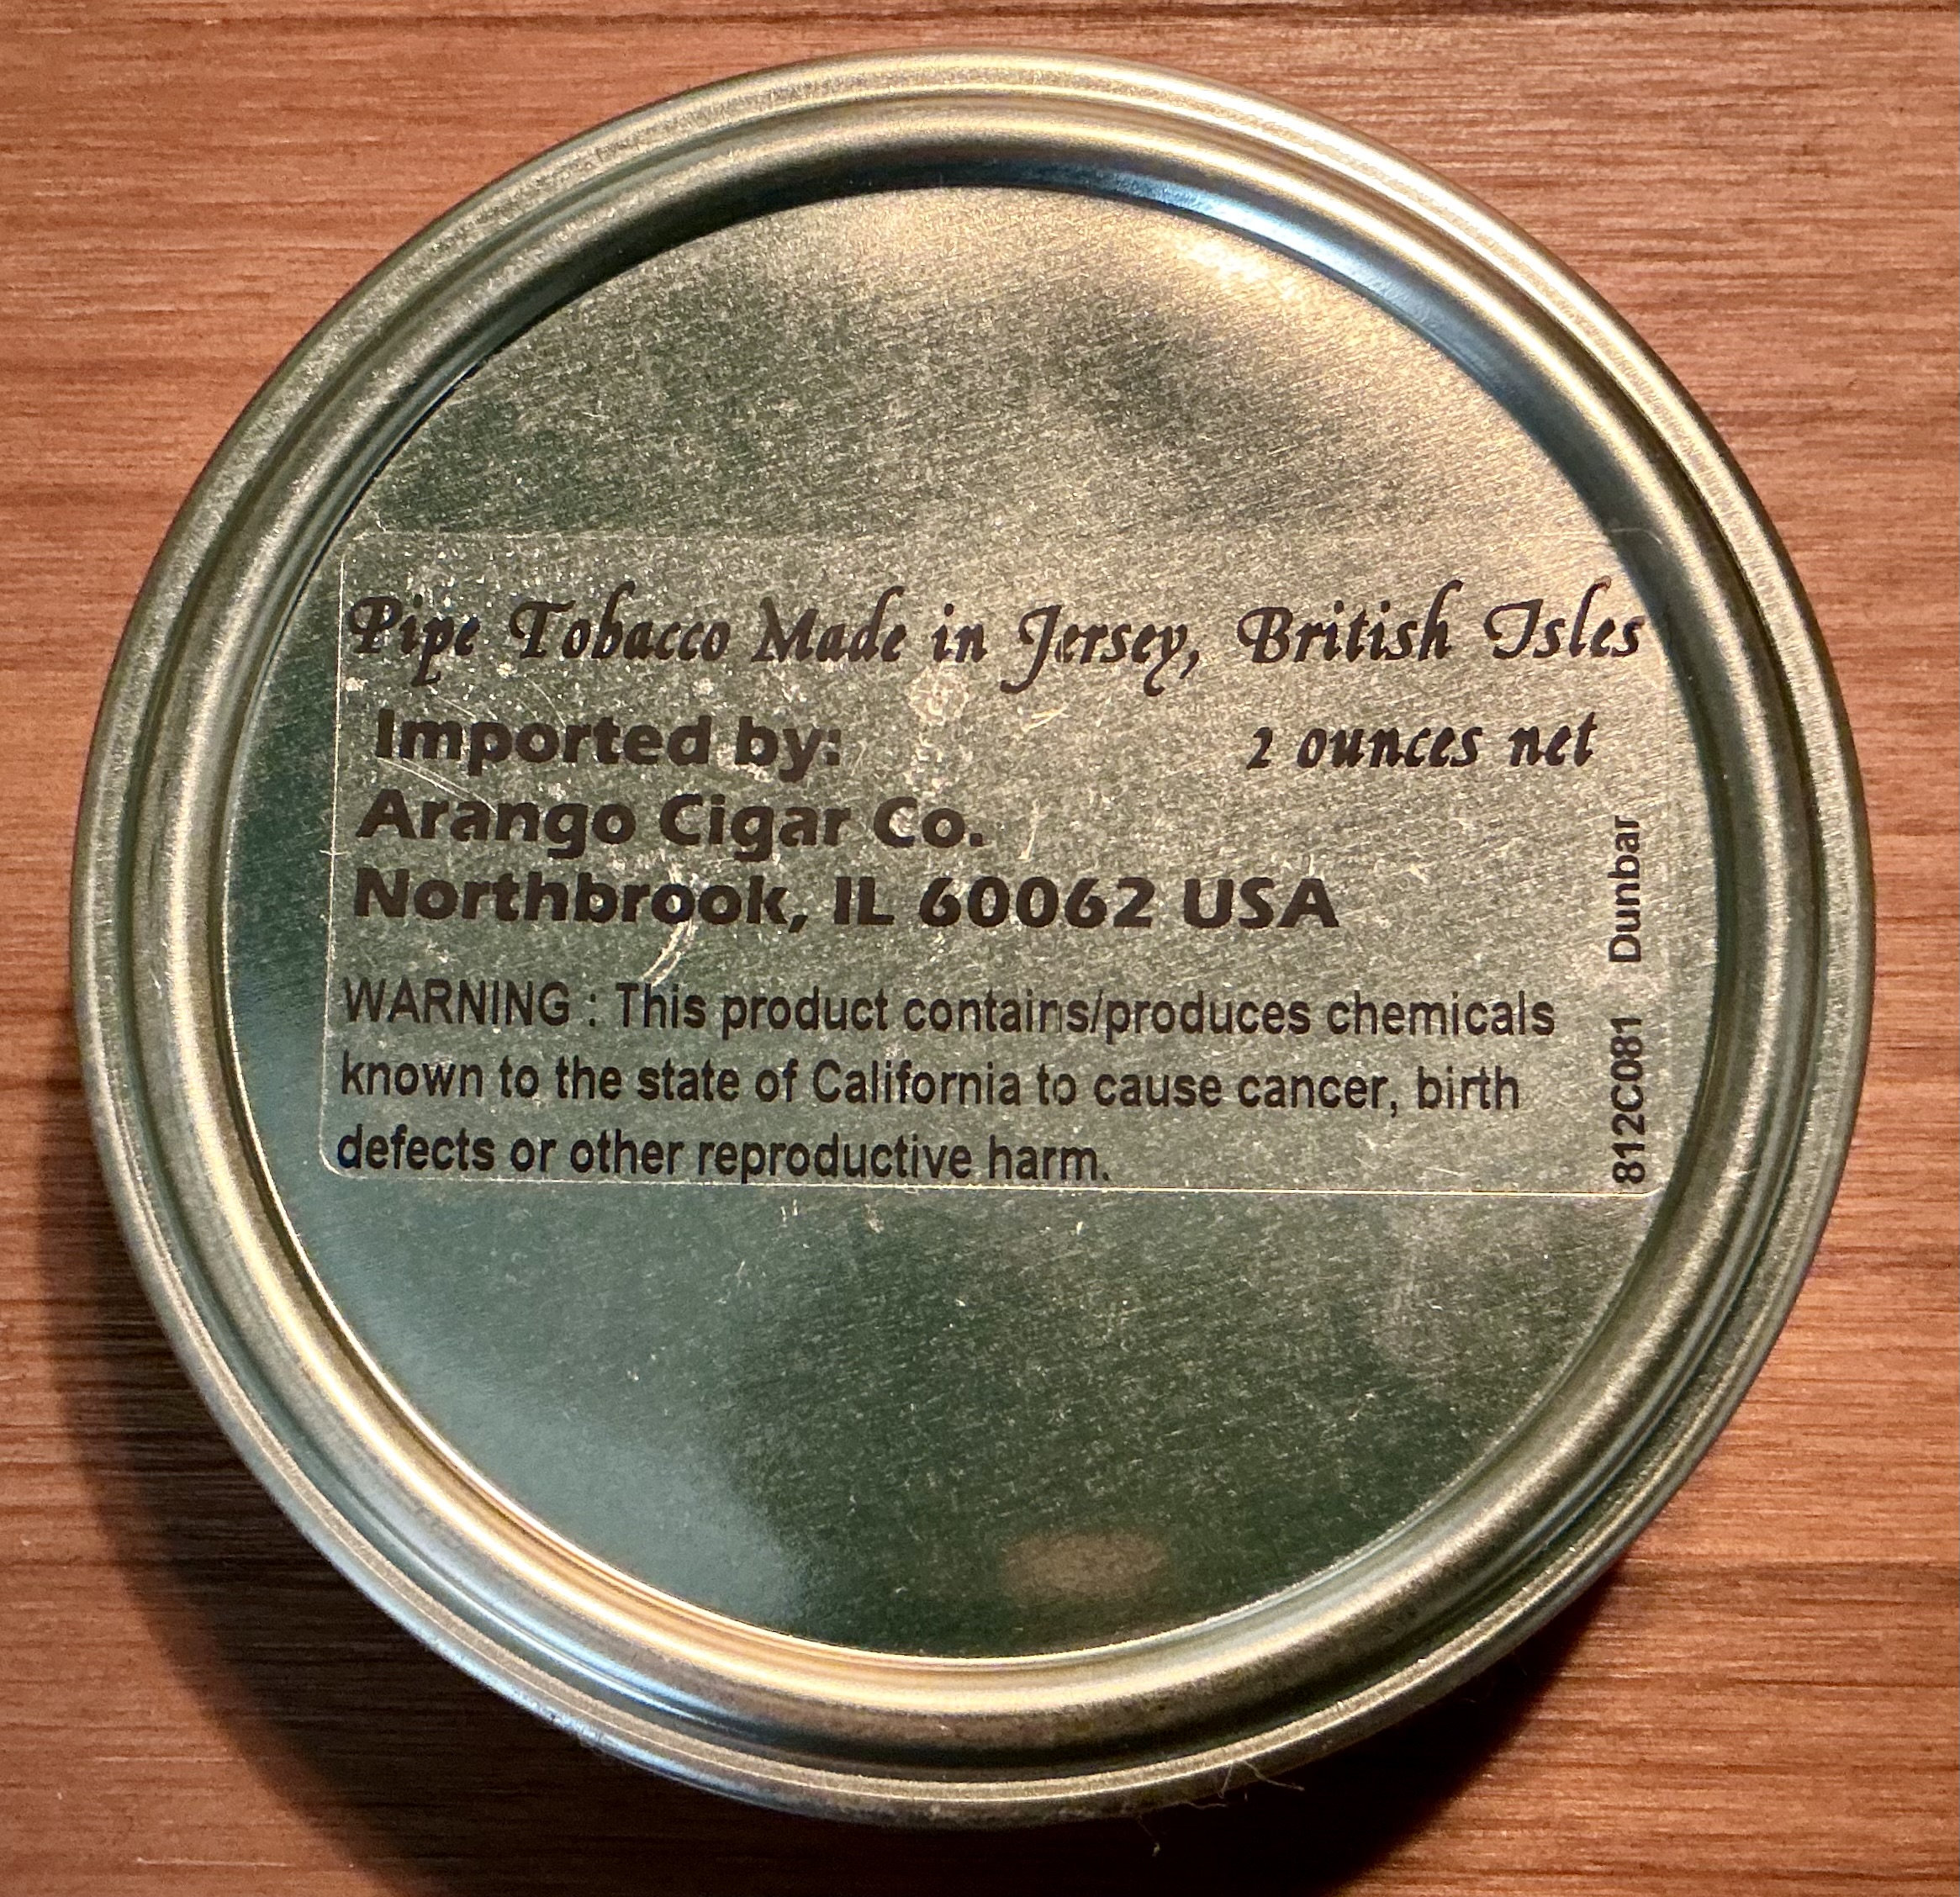 Pipe Tobacco Made in Jersey, British Isles
Imported by:
2 ounces net
Arango Cigar Co.
Northbrook, IL 60062 USA
WARNING : This product contains/produces chemicals
known to the state of California to cause cancer, birth
defects or other reproductive harm.
812C081 Dunbar